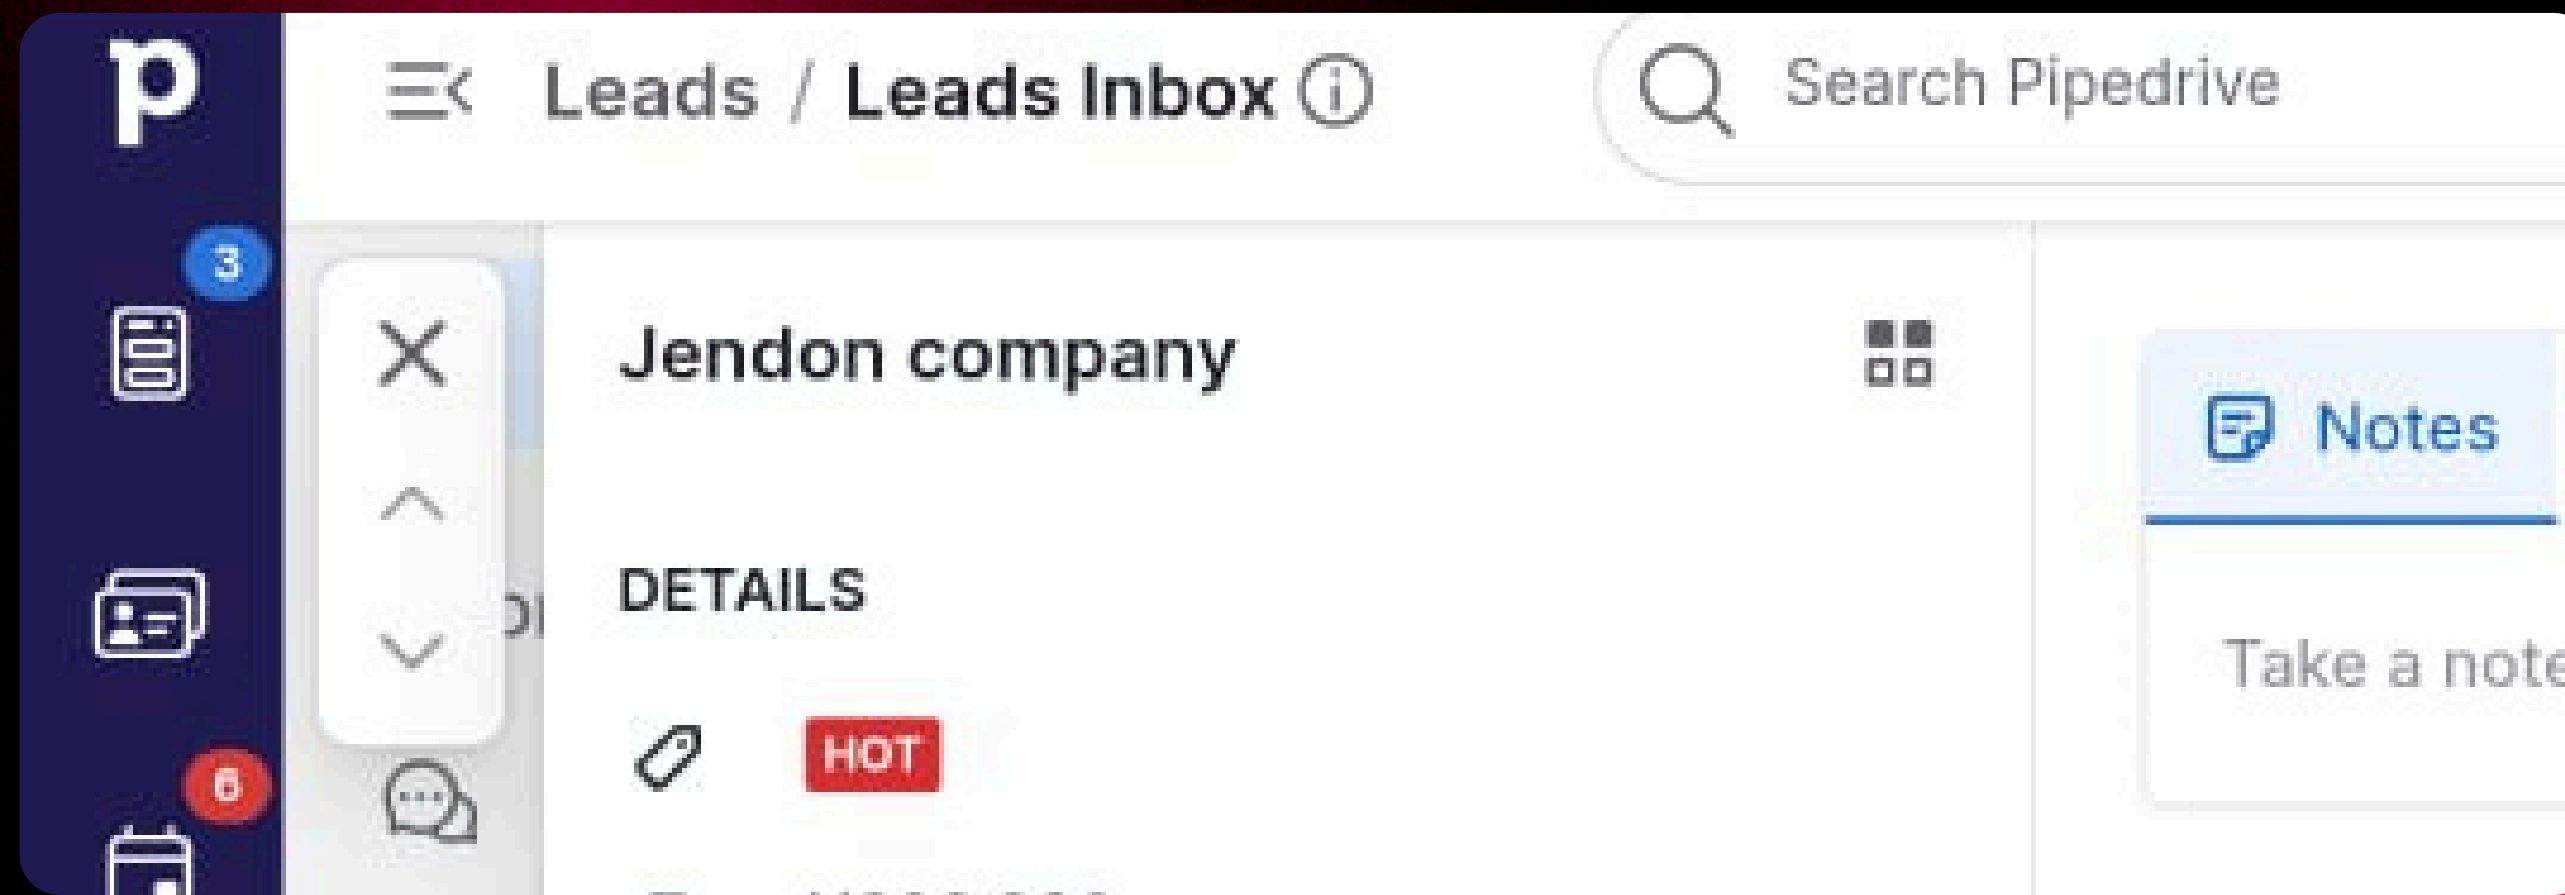 p
Leads / Leads Inbox
Search Pipedrive
3
Jendon company
Notes
DETAILS
Take a note
HOT
6